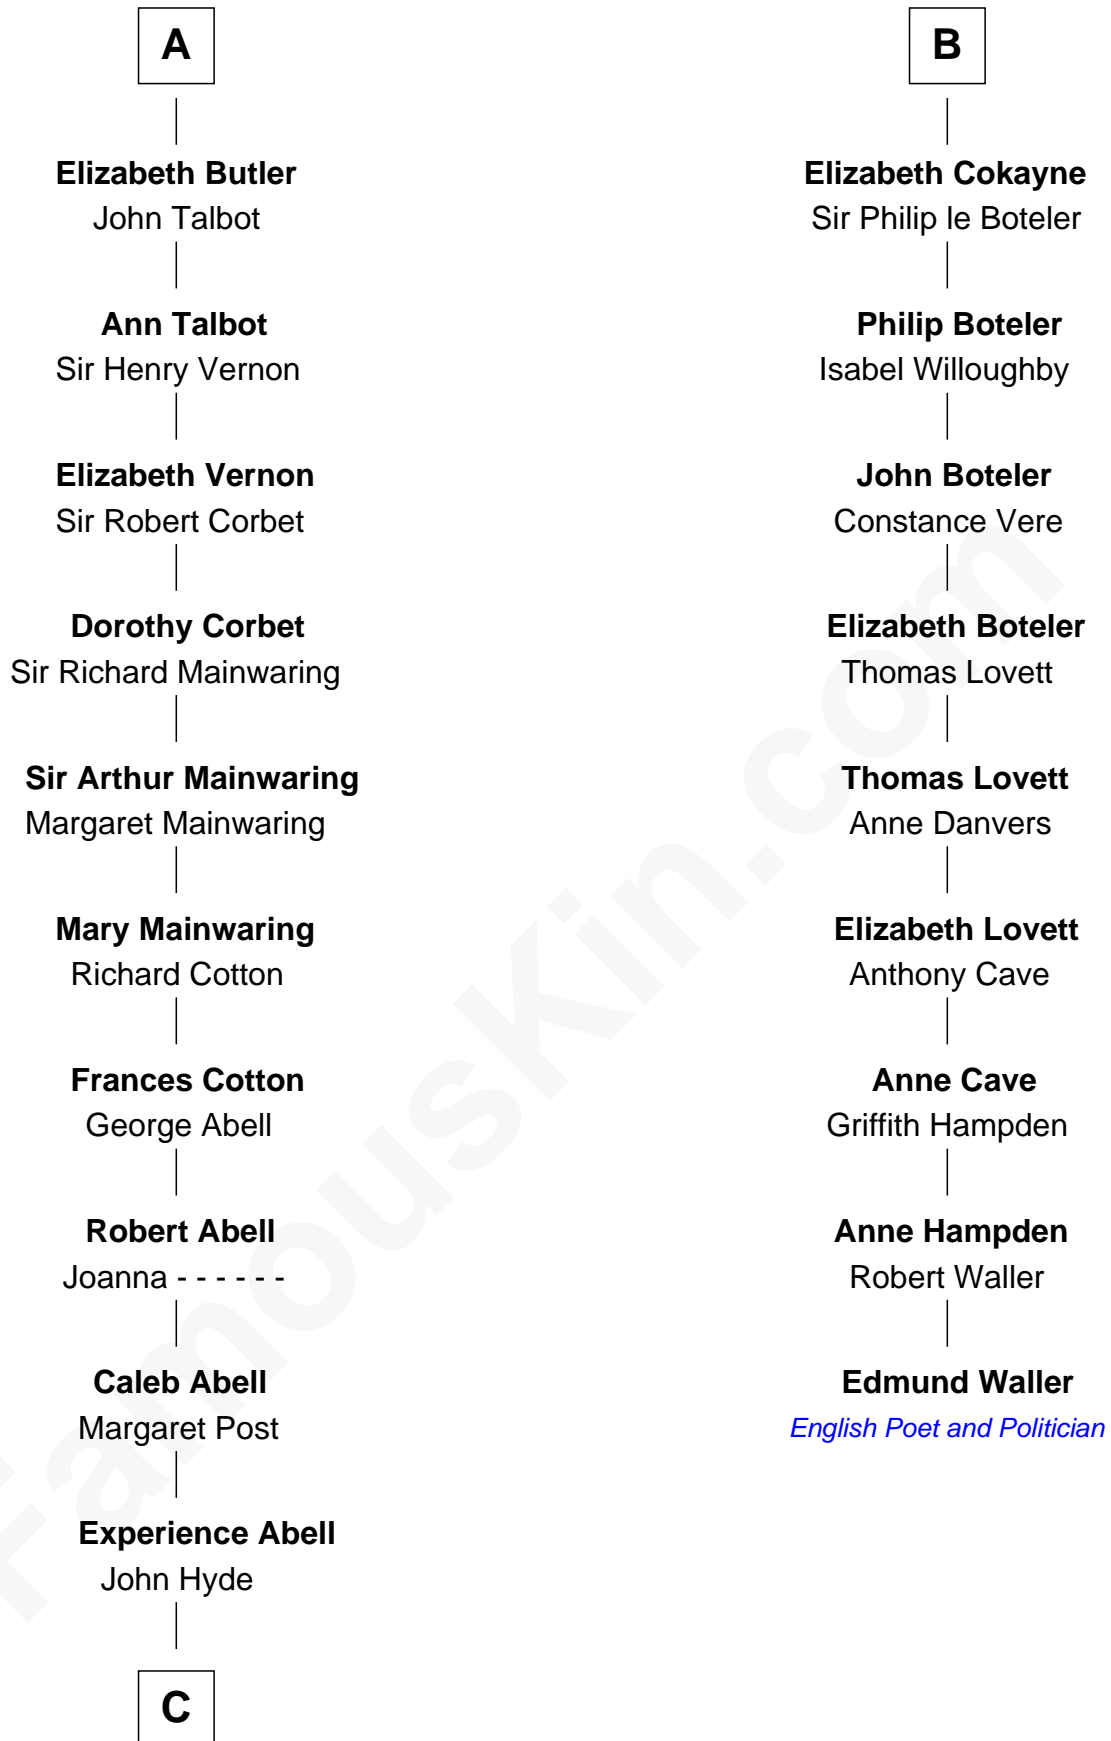 A
Elizabeth Butler
John Talbot
Ann Talbot
Sir Henry Vernon
Elizabeth Vernon
Sir Robert Corbet
Dorothy Corbet
Sir Richard Mainwaring
Sir Arthur Mainwaring
Margaret Mainwaring
Mary Mainwaring
Richard Cotton
Frances Cotton
George Abell
Robert Abell
Joanna - - - - - -
Caleb Abell
Margaret Post
Experience Abell
John Hyde
C
B
Elizabeth Cokayne
Sir Philip le Boteler
Philip Boteler
Isabel Willoughby
John Boteler
Constance Vere
Elizabeth Boteler
Thomas Lovett
Thomas Lovett
Anne Danvers
Elizabeth Lovett
Anthony Cave
Anne Cave
Griffith Hampden
Anne Hampden
Robert Waller
Edmund Waller
English Poet and Politician
FamousKin.com